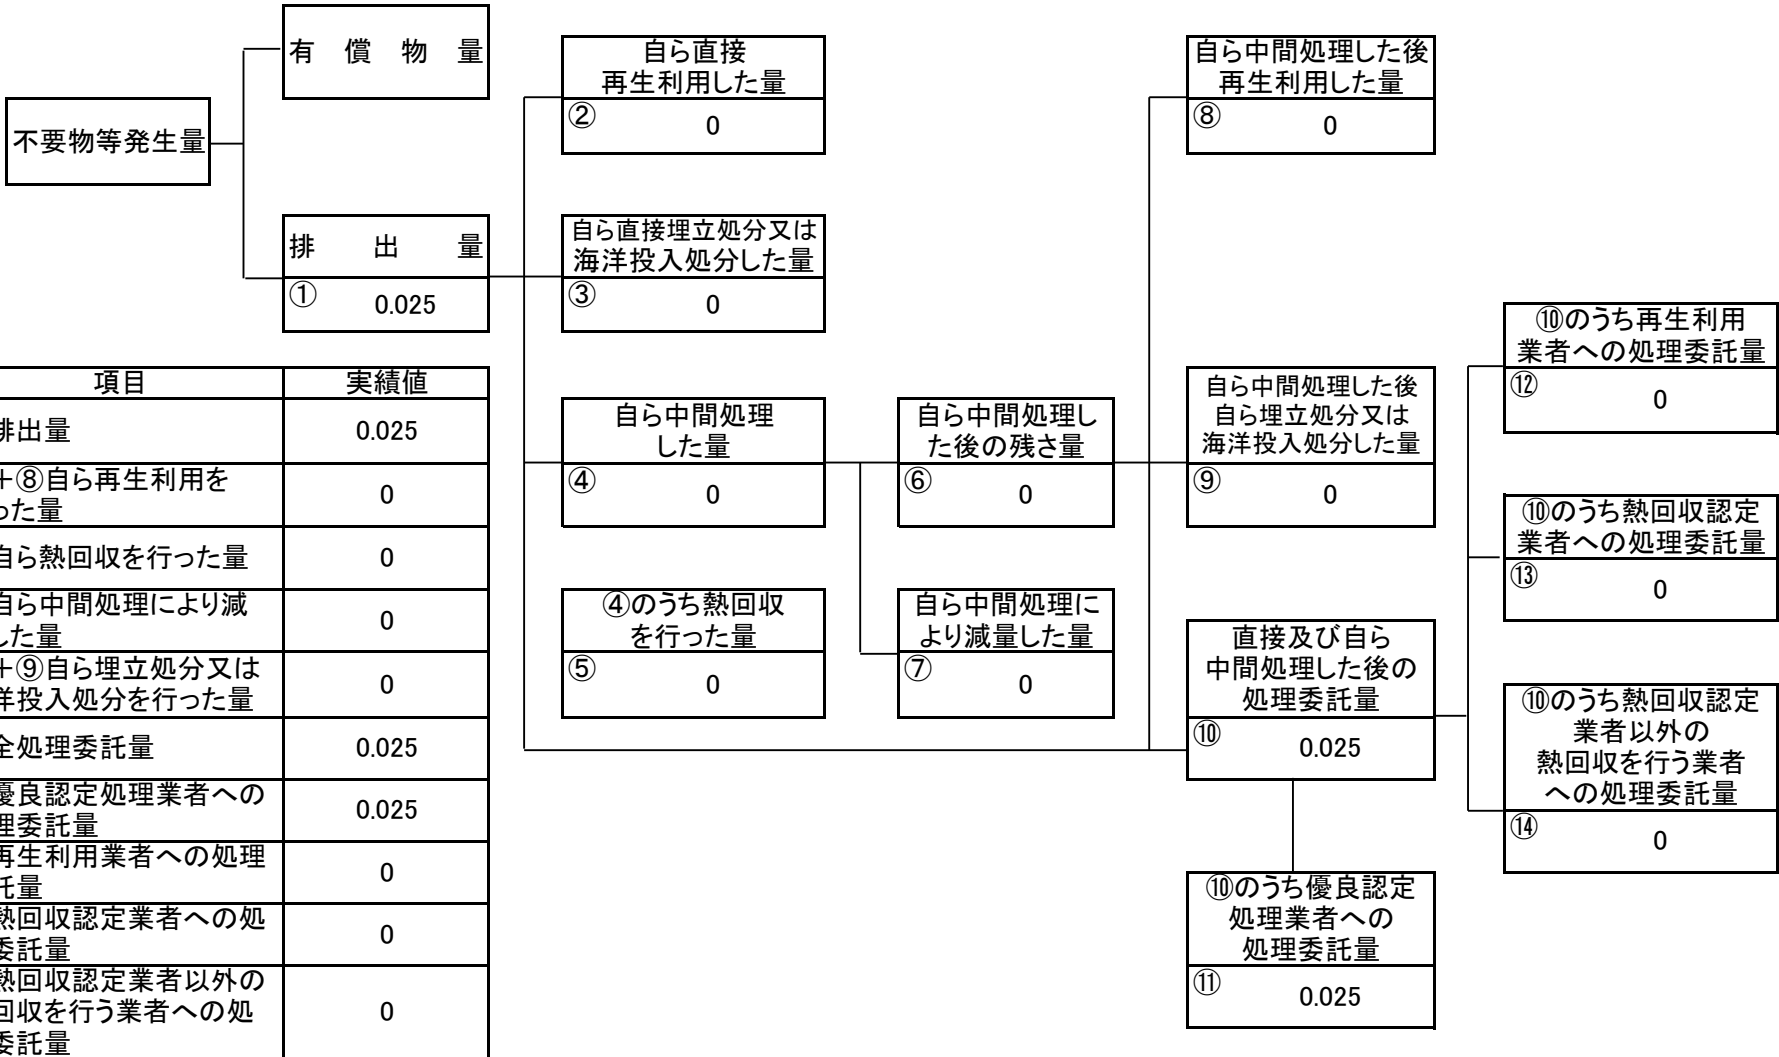 有償物量
不要物等発生量
排出量
① 0.025
自ら直接
再生利用した量
② 0
自ら直接埋立処分又は
海洋投入処分した量
③ 0
自ら中間処理
した量
④ 0
④のうち熱回収
を行った量
⑤ 0
自ら中間処理し
た後の残さ量
⑥ 0
自ら中間処理に
より減量した量
⑦ 0
自ら中間処理した後
再生利用した量
⑧ 0
自ら中間処理した後
自ら埋立処分又は
海洋投入処分した量
⑨ 0
直接及び自ら
中間処理した後の
処理委託量
⑩ 0.025
⑩のうち優良認定
処理業者への
処理委託量
⑪ 0.025
⑩のうち再生利用
業者への処理委託量
⑫ 0
⑩のうち熱回収認定
業者への処理委託量
⑬ 0
⑩のうち熱回収認定
業者以外の
熱回収を行う業者
への処理委託量
⑭ 0
項目 実績値
排出量 0.025
+⑧自ら再生利用を
った量 0
自ら熱回収を行った量 0
自ら中間処理により減
した量 0
+⑨自ら埋立処分又は
洋投入処分を行った量 0
全処理委託量 0.025
優良認定処理業者への
理委託量 0.025
再生利用業者への処理
託量 0
熱回収認定業者への処
委託量 0
熱回収認定業者以外の
回収を行う業者への処
委託量 0